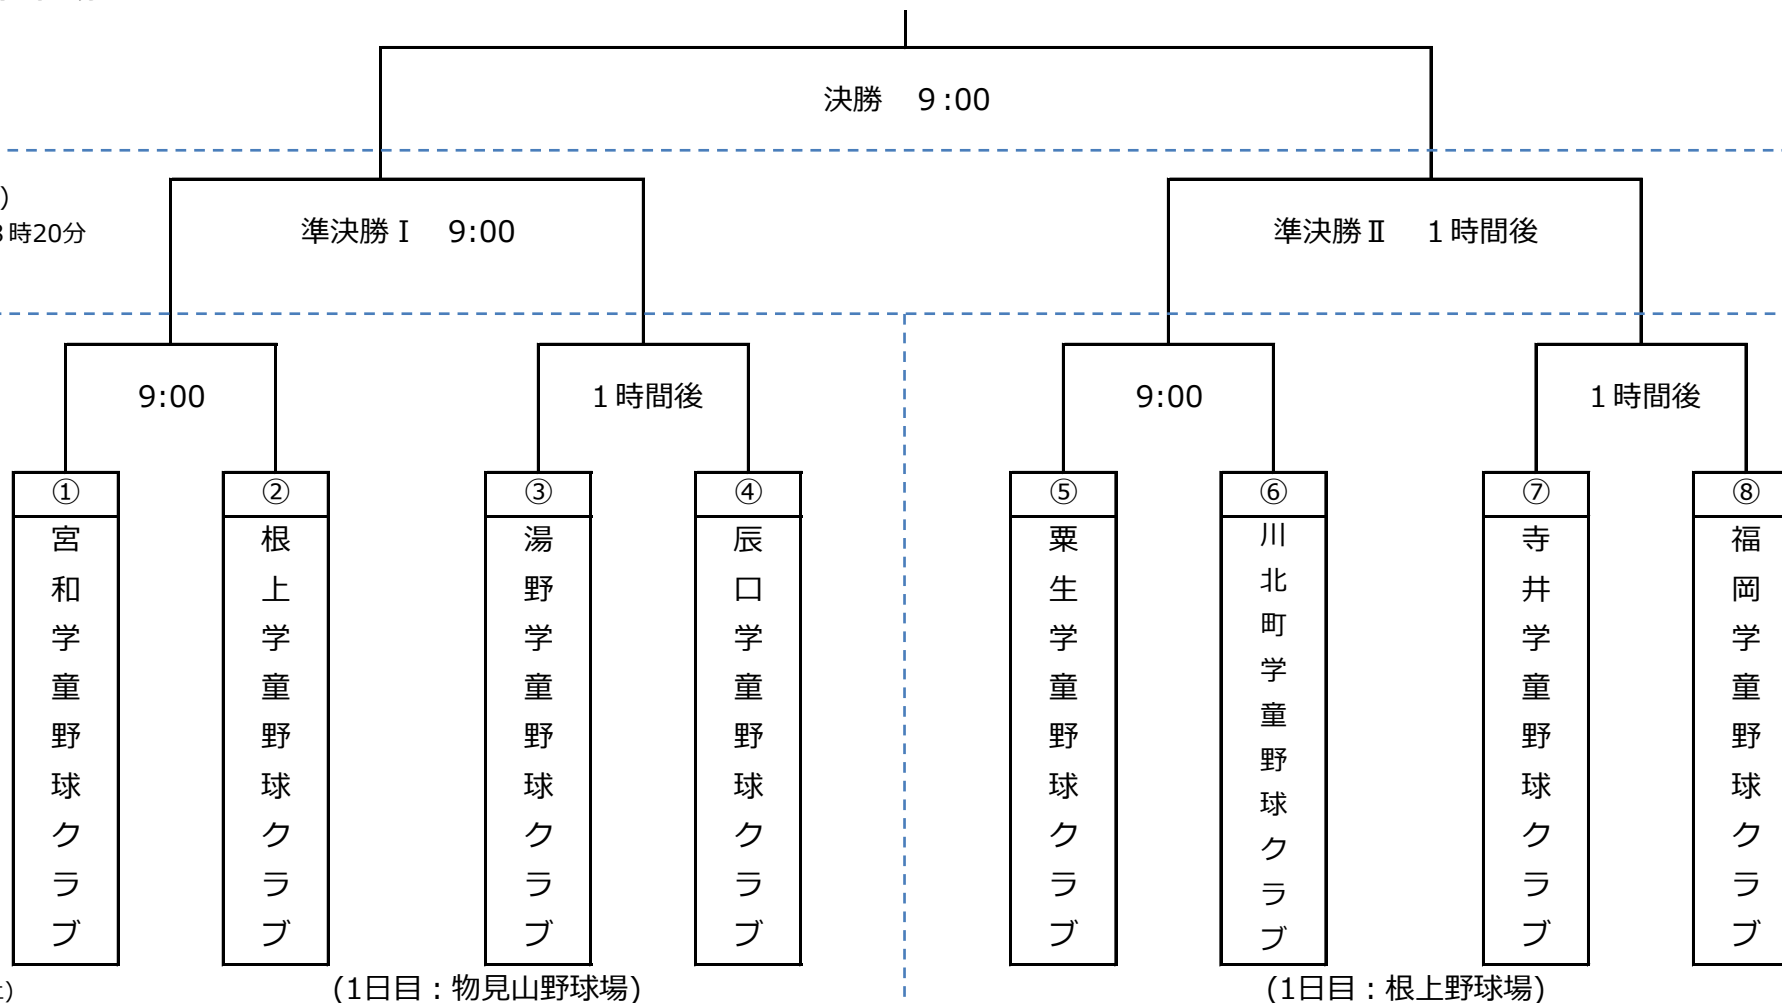 決勝　９:00
)
時20分
準決勝Ⅰ　9:00
準決勝Ⅱ　１時間後
9:00
１時間後
9:00
１時間後
①
宮和学童野球クラブ
②
根上学童野球クラブ
③
湯野学童野球クラブ
④
辰口学童野球クラブ
⑤
粟生学童野球クラブ
⑥
川北町学童野球クラブ
⑦
寺井学童野球クラブ
⑧
福岡学童野球クラブ
(1日目：物見山野球場)
(1日目：根上野球場)